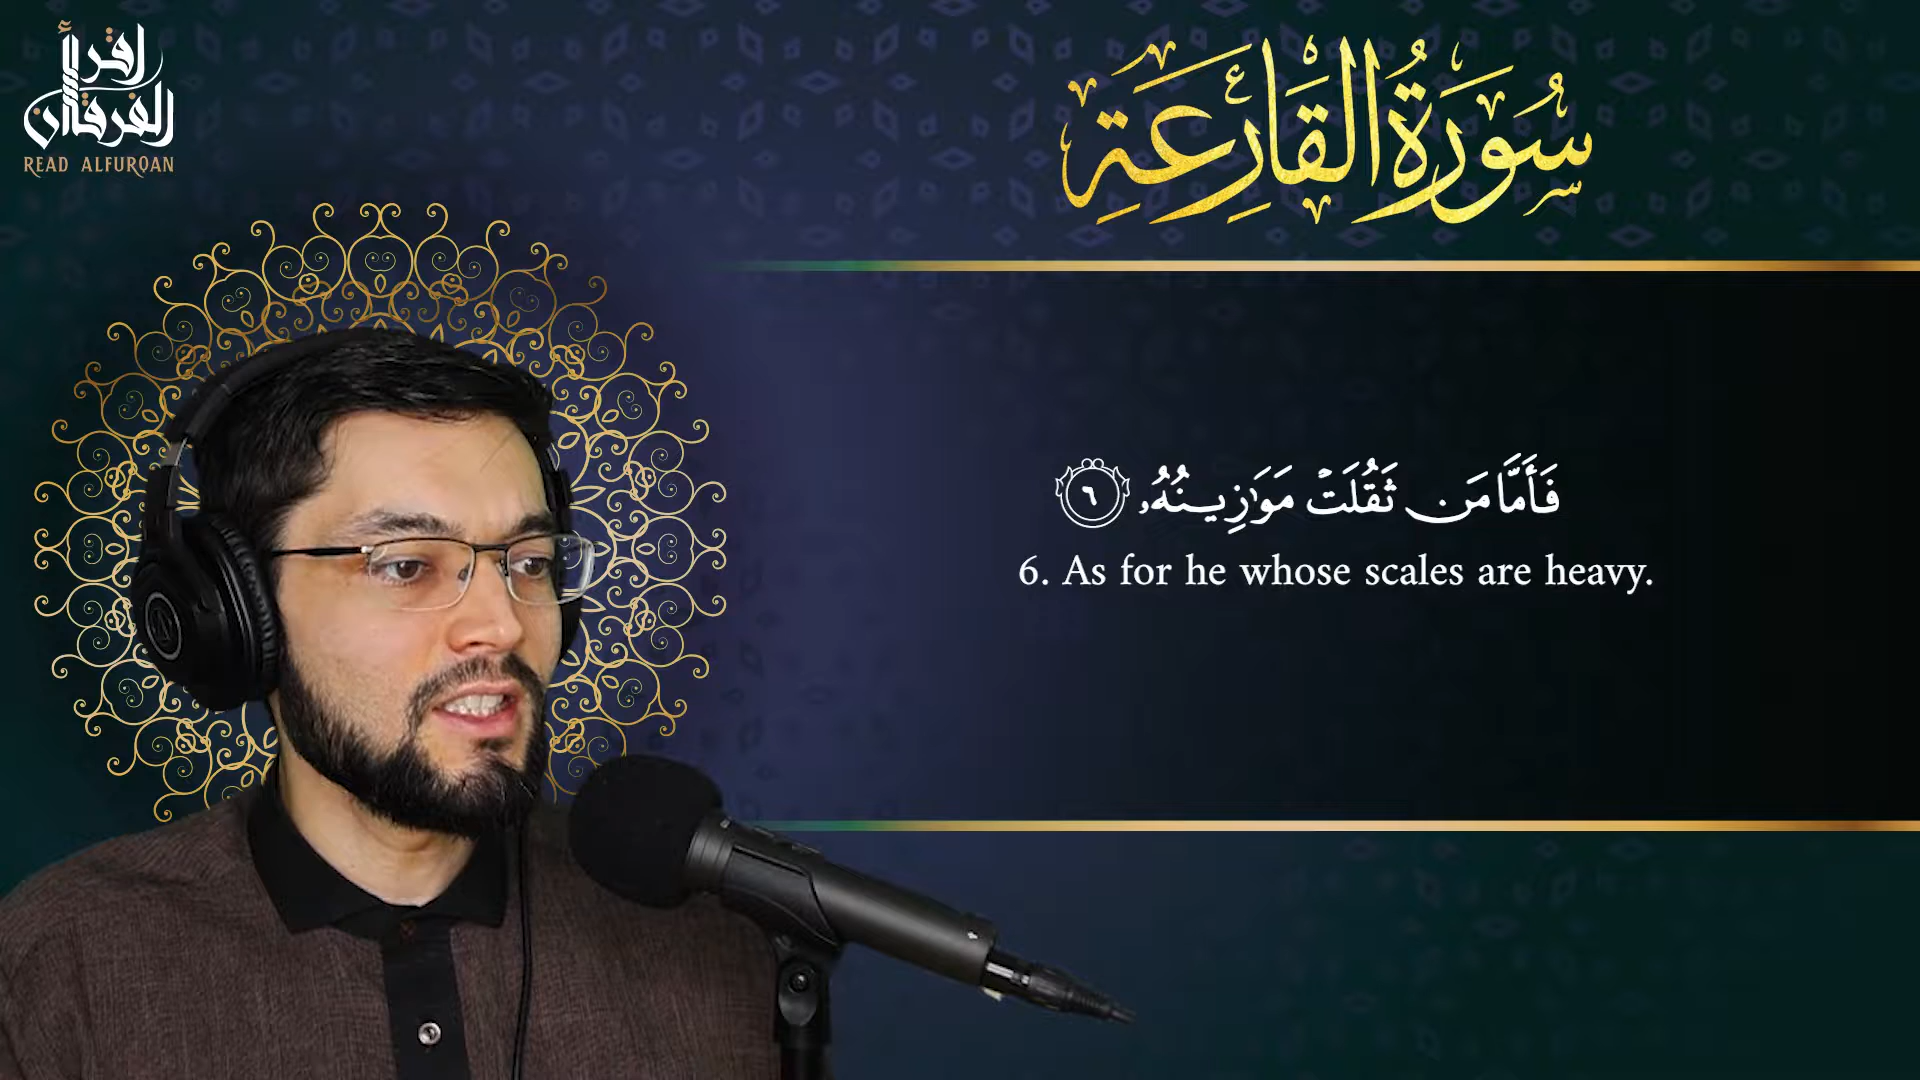 اقرأ
الفرقان
READ ALFURQAN
سُورَةُ القَارِعَةِ
فَأَمَّا مَن ثَقُلَتْ مَوَٰزِينُهُۥ ٦
6. As for he whose scales are heavy.